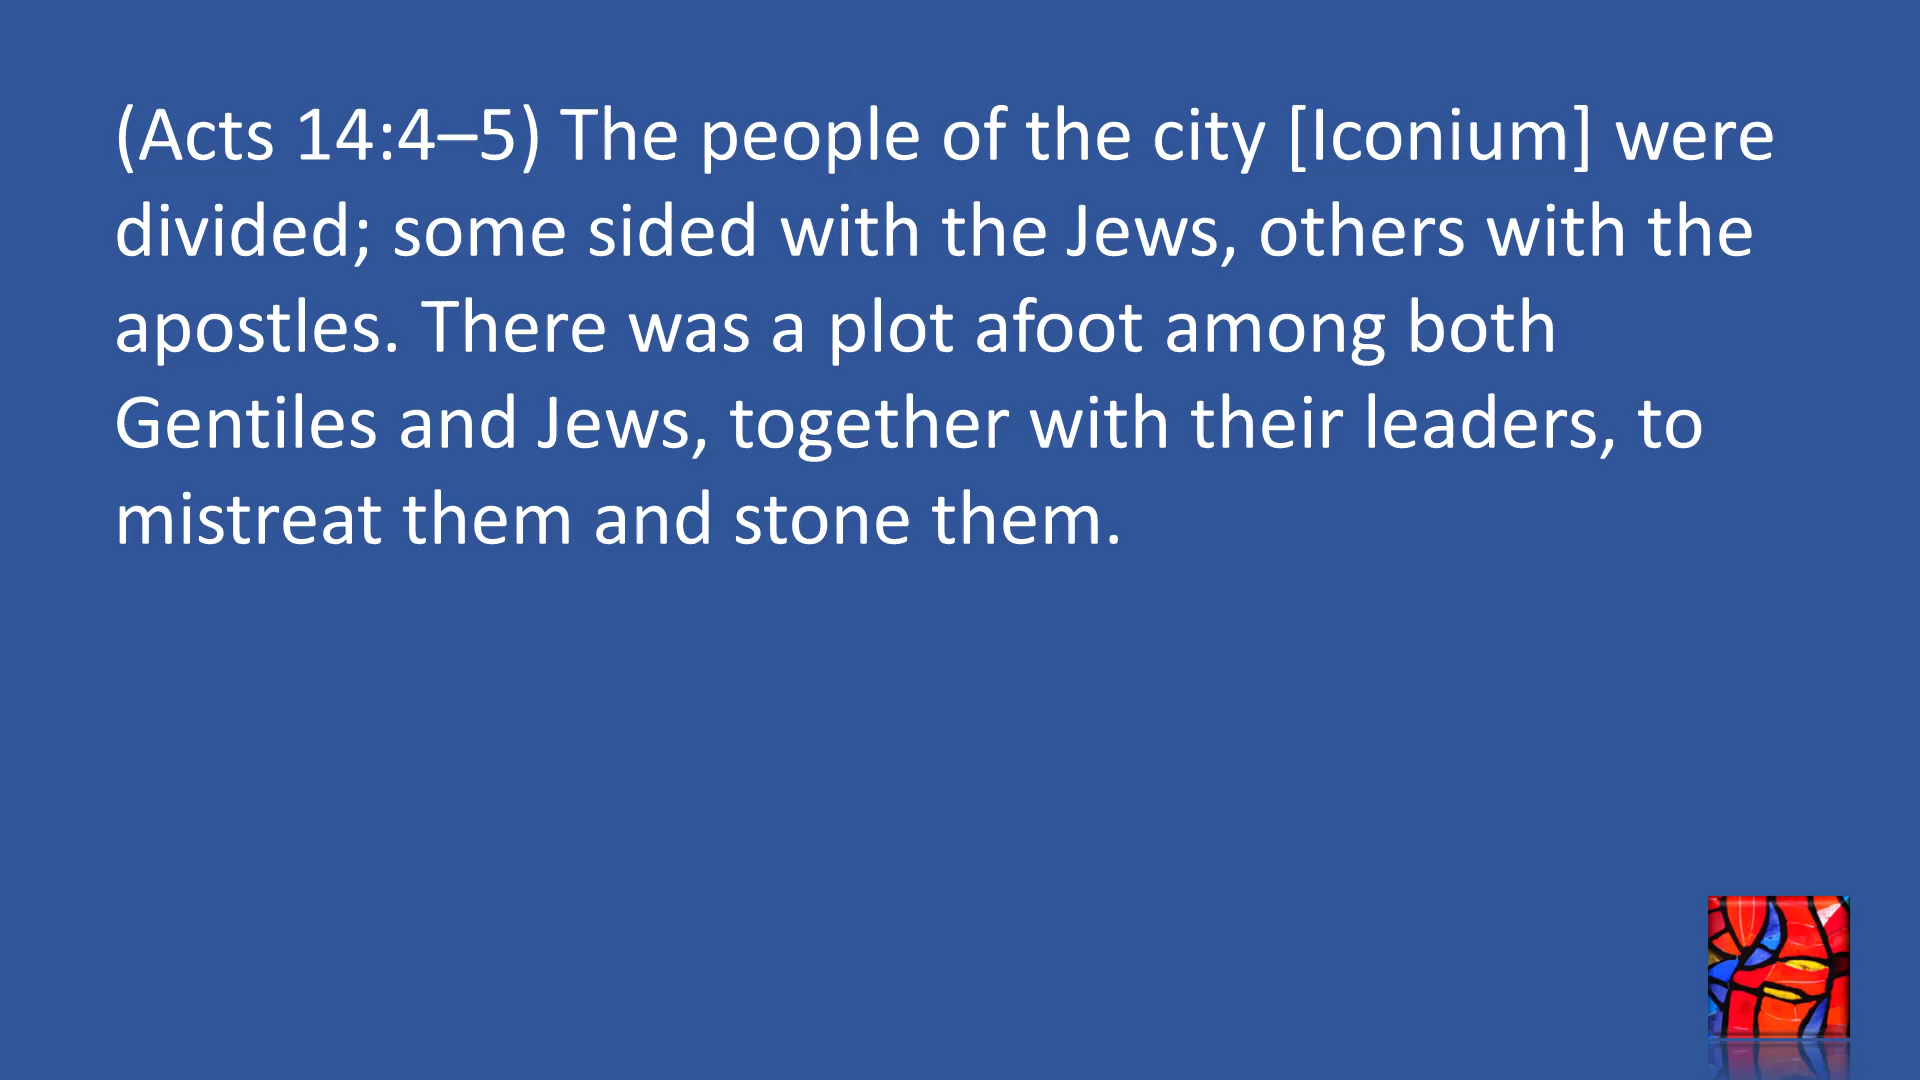 (Acts 14:4–5) The people of the city [Iconium] were
divided; some sided with the Jews, others with the
apostles. There was a plot afoot among both
Gentiles and Jews, together with their leaders, to
mistreat them and stone them.